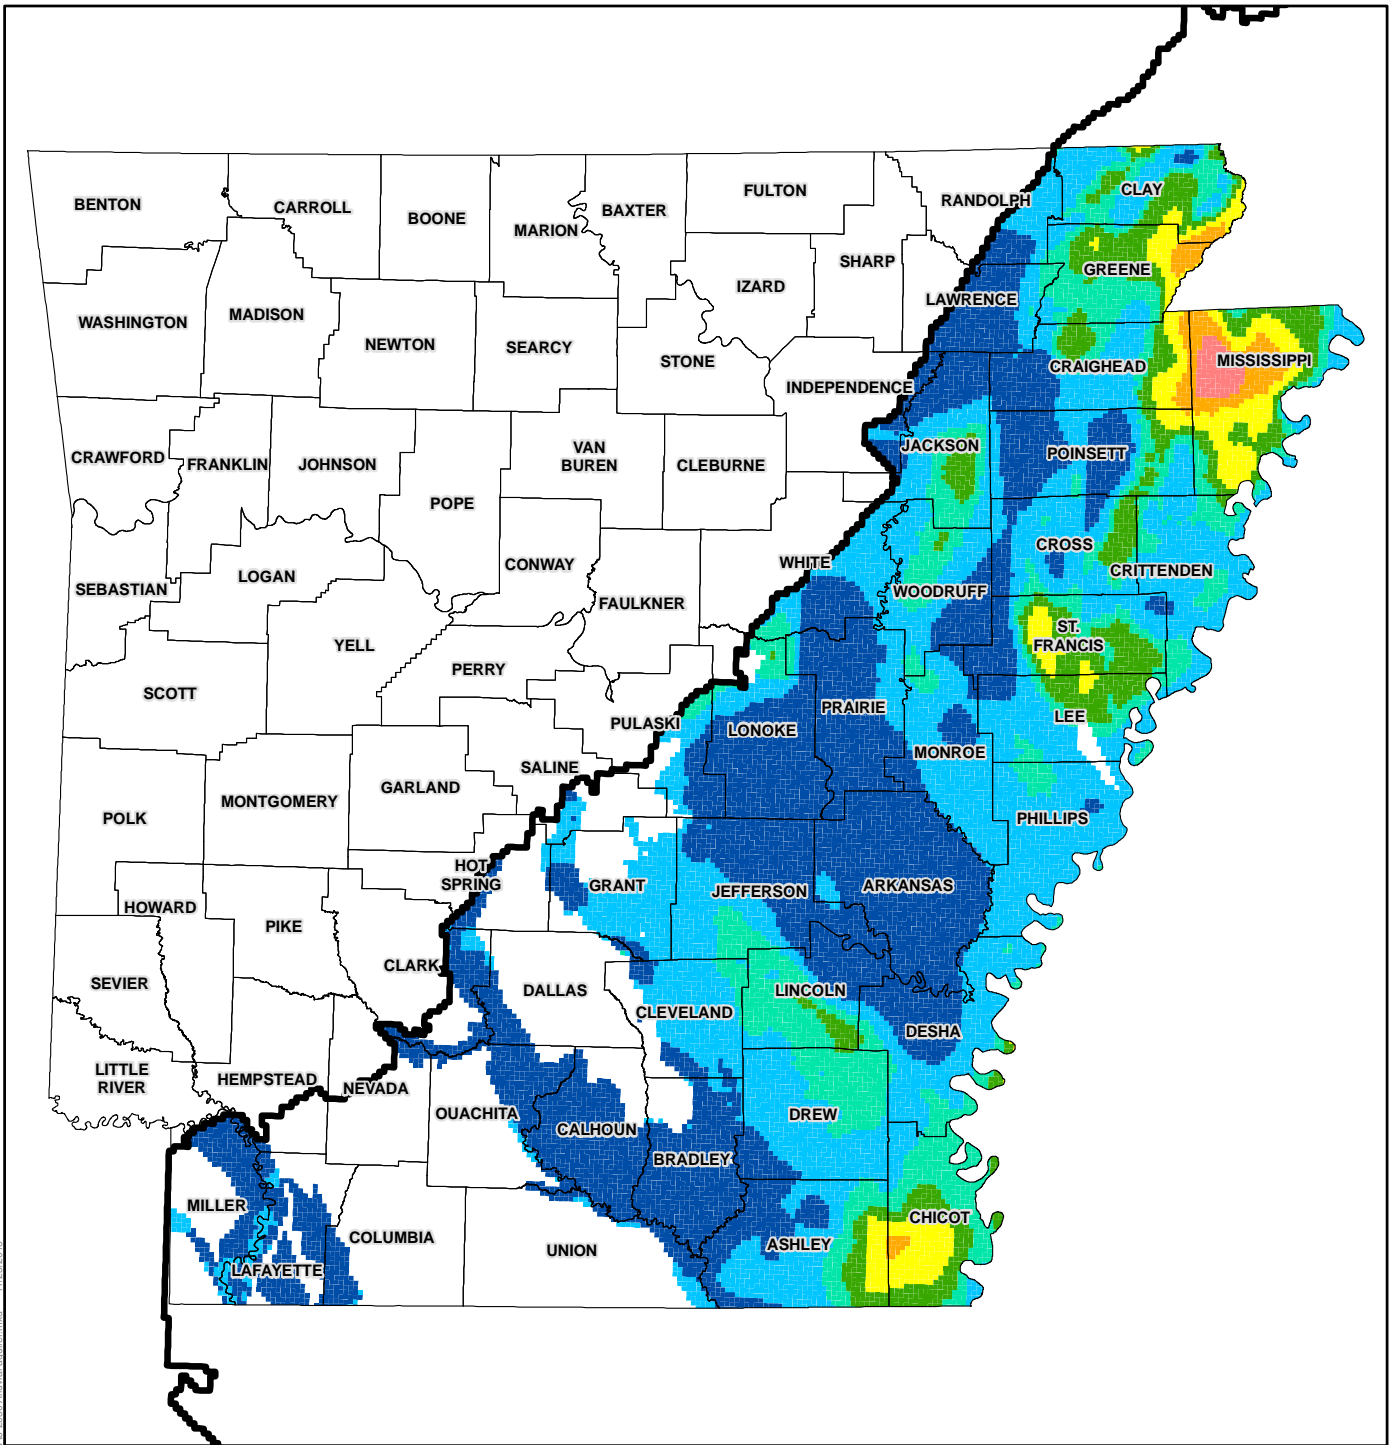 BENTON
CARROLL
BOONE
MARION
BAXTER
FULTON
RANDOLPH
CLAY
SHARP
IZARD
GREENE
LAWRENCE
WASHINGTON
MADISON
NEWTON
SEARCY
STONE
INDEPENDENCE
CRAIGHEAD
MISSISSIPPI
CRAWFORD
FRANKLIN
JOHNSON
POPE
VAN
BUREN
CLEBURNE
JACKSON
POINSETT
SEBASTIAN
LOGAN
CONWAY
FAULKNER
WHITE
WOODRUFF
CROSS
CRITTENDEN
ST.
FRANCIS
SCOTT
YELL
PERRY
PULASKI
LONOKE
PRAIRIE
MONROE
LEE
POLK
MONTGOMERY
GARLAND
SALINE
PHILLIPS
HOT
SPRING
GRANT
JEFFERSON
ARKANSAS
HOWARD
PIKE
CLARK
DALLAS
CLEVELAND
LINCOLN
DESHA
SEVIER
LITTLE
RIVER
HEMPSTEAD
NEVADA
OUACHITA
CALHOUN
BRADLEY
DREW
MILLER
LAFAYETTE
COLUMBIA
UNION
ASHLEY
CHICOT